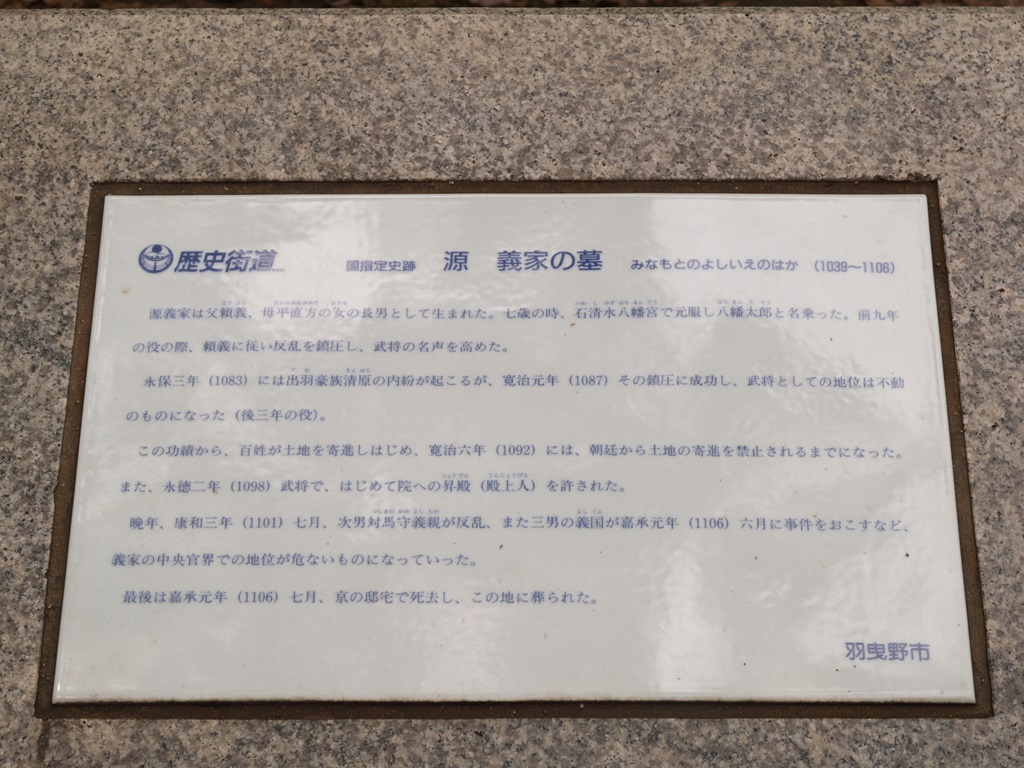 歴史街道 国指定史跡 源 義家の墓 みなもとのよしいえのはか (1039~1106)
源義家は父頼義、母平直方の女の長男として生まれた。七歳の時、石清水八幡宮で元服し八幡太郎と名乗った。前九年
の役の際、頼義に従い反乱を鎮圧し、武将の名声を高めた。
永保三年(1083)には出羽豪族清原の内紛が起こるが、寛治元年(1087)その鎮圧に成功し、武将としての地位は不動
のものになった(後三年の役)。
この功績から、百姓が土地を寄進しはじめ、寛治六年(1092)には、朝廷から土地の寄進を禁止されるまでになった。
また、永徳二年(1098)武将で、はじめて院への昇殿(殿上人)を許された。
晩年、康和三年(1101)七月、次男対馬守義親が反乱、また三男の義国が嘉承元年(1106)六月に事件をおこすなど、
義家の中央官界での地位が危ないものになっていった。
最後は嘉承元年(1106)七月、京の邸宅で死去し、この地に葬られた。
羽曳野市